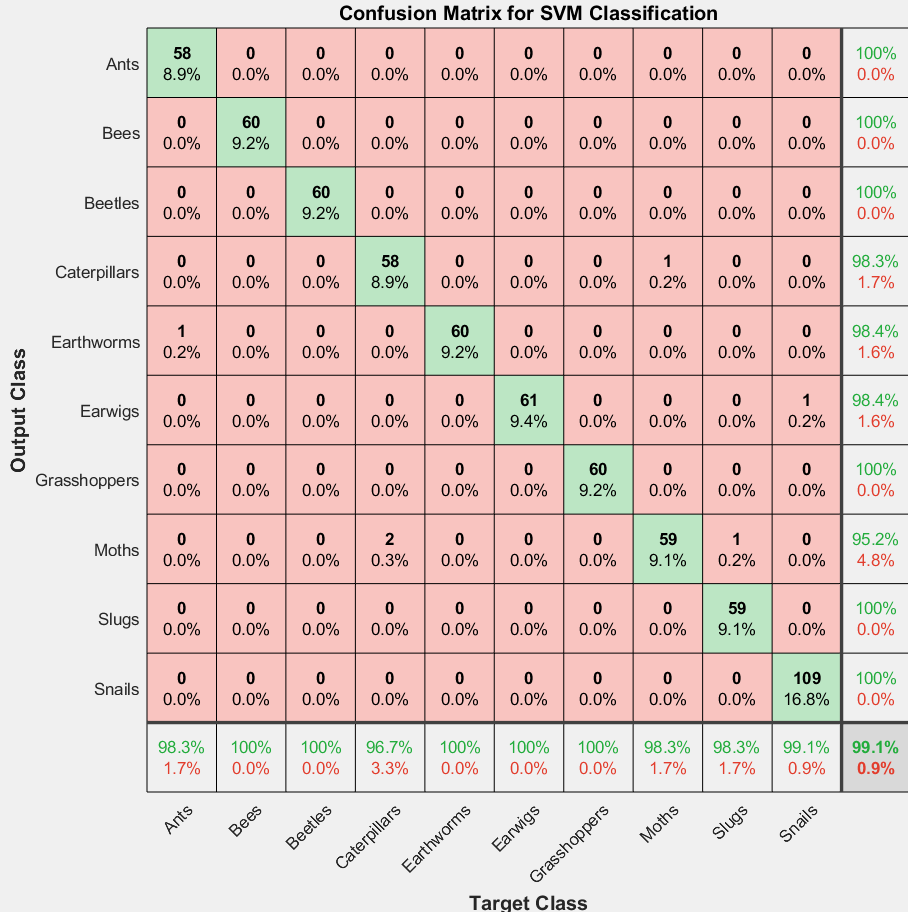 Confusion Matrix for SVM Classification
58 0 0 0 0 0 0 0 0 0 100%
Ants
8.9% 0.0% 0.0% 0.0% 0.0% 0.0% 0.0% 0.0% 0.0% 0.0% 0.0%
0 60 0 0 0 0 0 0 0 0 100%
Bees
0.0% 9.2% 0.0% 0.0% 0.0% 0.0% 0.0% 0.0% 0.0% 0.0% 0.0%
0 0 60 0 0 0 0 0 0 0 100%
Beetles
0.0% 0.0% 9.2% 0.0% 0.0% 0.0% 0.0% 0.0% 0.0% 0.0% 0.0%
0 0 0 58 0 0 0 1 0 0 98.3%
Caterpillars
0.0% 0.0% 0.0% 8.9% 0.0% 0.0% 0.0% 0.2% 0.0% 0.0% 1.7%
1 0 0 0 60 0 0 0 0 0 98.4%
Earthworms
0.2% 0.0% 0.0% 0.0% 9.2% 0.0% 0.0% 0.0% 0.0% 0.0% 1.6%
0 0 0 0 0 61 0 0 0 1 98.4%
Earwigs
0.0% 0.0% 0.0% 0.0% 0.0% 9.4% 0.0% 0.0% 0.0% 0.2% 1.6%
Output Class
0 0 0 0 0 0 60 0 0 0 100%
Grasshoppers
0.0% 0.0% 0.0% 0.0% 0.0% 0.0% 9.2% 0.0% 0.0% 0.0% 0.0%
0 0 0 2 0 0 0 59 1 0 95.2%
Moths
0.0% 0.0% 0.0% 0.3% 0.0% 0.0% 0.0% 9.1% 0.2% 0.0% 4.8%
0 0 0 0 0 0 0 0 59 0 100%
Slugs
0.0% 0.0% 0.0% 0.0% 0.0% 0.0% 0.0% 0.0% 9.1% 0.0% 0.0%
0 0 0 0 0 0 0 0 0 109 100%
Snails
0.0% 0.0% 0.0% 0.0% 0.0% 0.0% 0.0% 0.0% 0.0% 16.8% 0.0%
98.3% 100% 100% 96.7% 100% 100% 100% 98.3% 98.3% 99.1% 99.1%
1.7% 0.0% 0.0% 3.3% 0.0% 0.0% 0.0% 1.7% 1.7% 0.9% 0.9%
Ants Bees Beetles Caterpillars Earthworms Earwigs Grasshoppers Moths Slugs Snails
Target Class